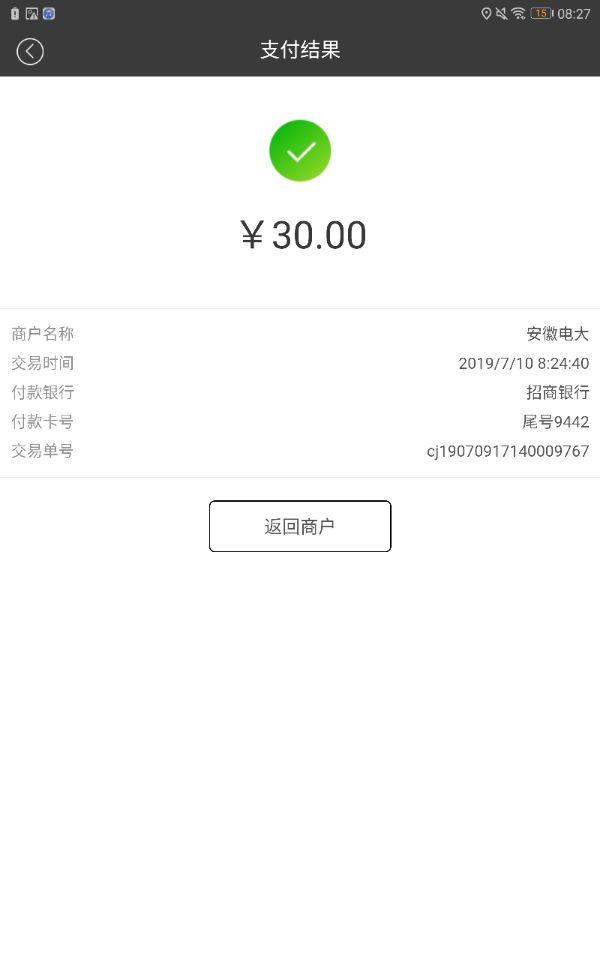 15 08:27
支付结果
￥30.00
商户名称 安徽电大
交易时间 2019/7/10 8:24:40
付款银行 招商银行
付款卡号 尾号9442
交易单号 cj19070917140009767
返回商户